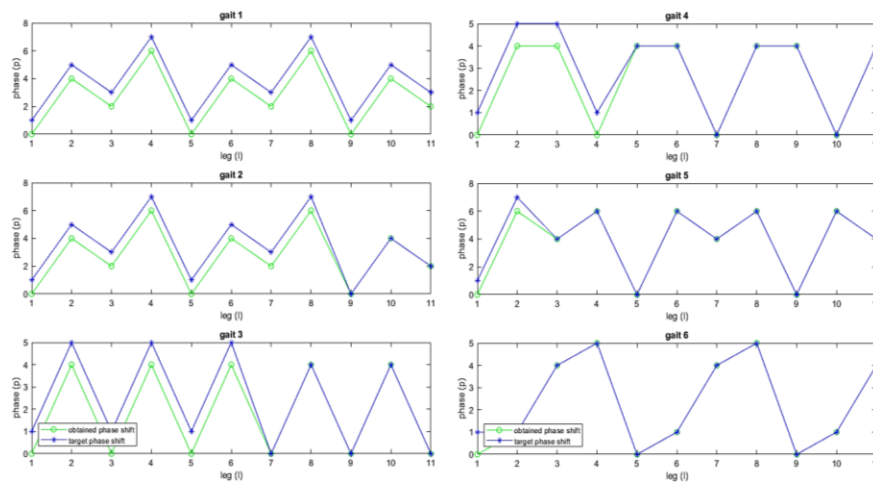 gait 1
8
6
4
2
0
phase (p)
1 2 3 4 5 6 7 8 9 10 11
leg (l)
gait 2
8
6
4
2
0
phase (p)
1 2 3 4 5 6 7 8 9 10 11
leg (l)
gait 3
5
4
3
2
1
0
phase (p)
obtained phase shift
target phase shift
1 2 3 4 5 6 7 8 9 10 11
leg (l)
gait 4
5
4
3
2
1
0
phase (p)
1 2 3 4 5 6 7 8 9 10 11
leg (l)
gait 5
8
6
4
2
0
phase (p)
1 2 3 4 5 6 7 8 9 10 11
leg (l)
gait 6
5
4
3
2
1
0
phase (p)
obtained phase shift
target phase shift
1 2 3 4 5 6 7 8 9 10 11
leg (l)